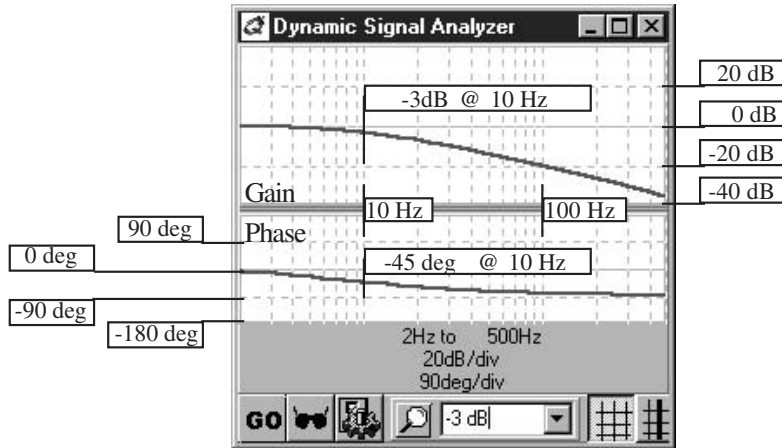 Dynamic Signal Analyzer
20 dB
-3dB @ 10 Hz
0 dB
-20 dB
Gain
-40 dB
10 Hz
100 Hz
90 deg
Phase
0 deg
-45 deg @ 10 Hz
-90 deg
-180 deg
2Hz to 500Hz
20dB/div
90deg/div
GO
-3 dB